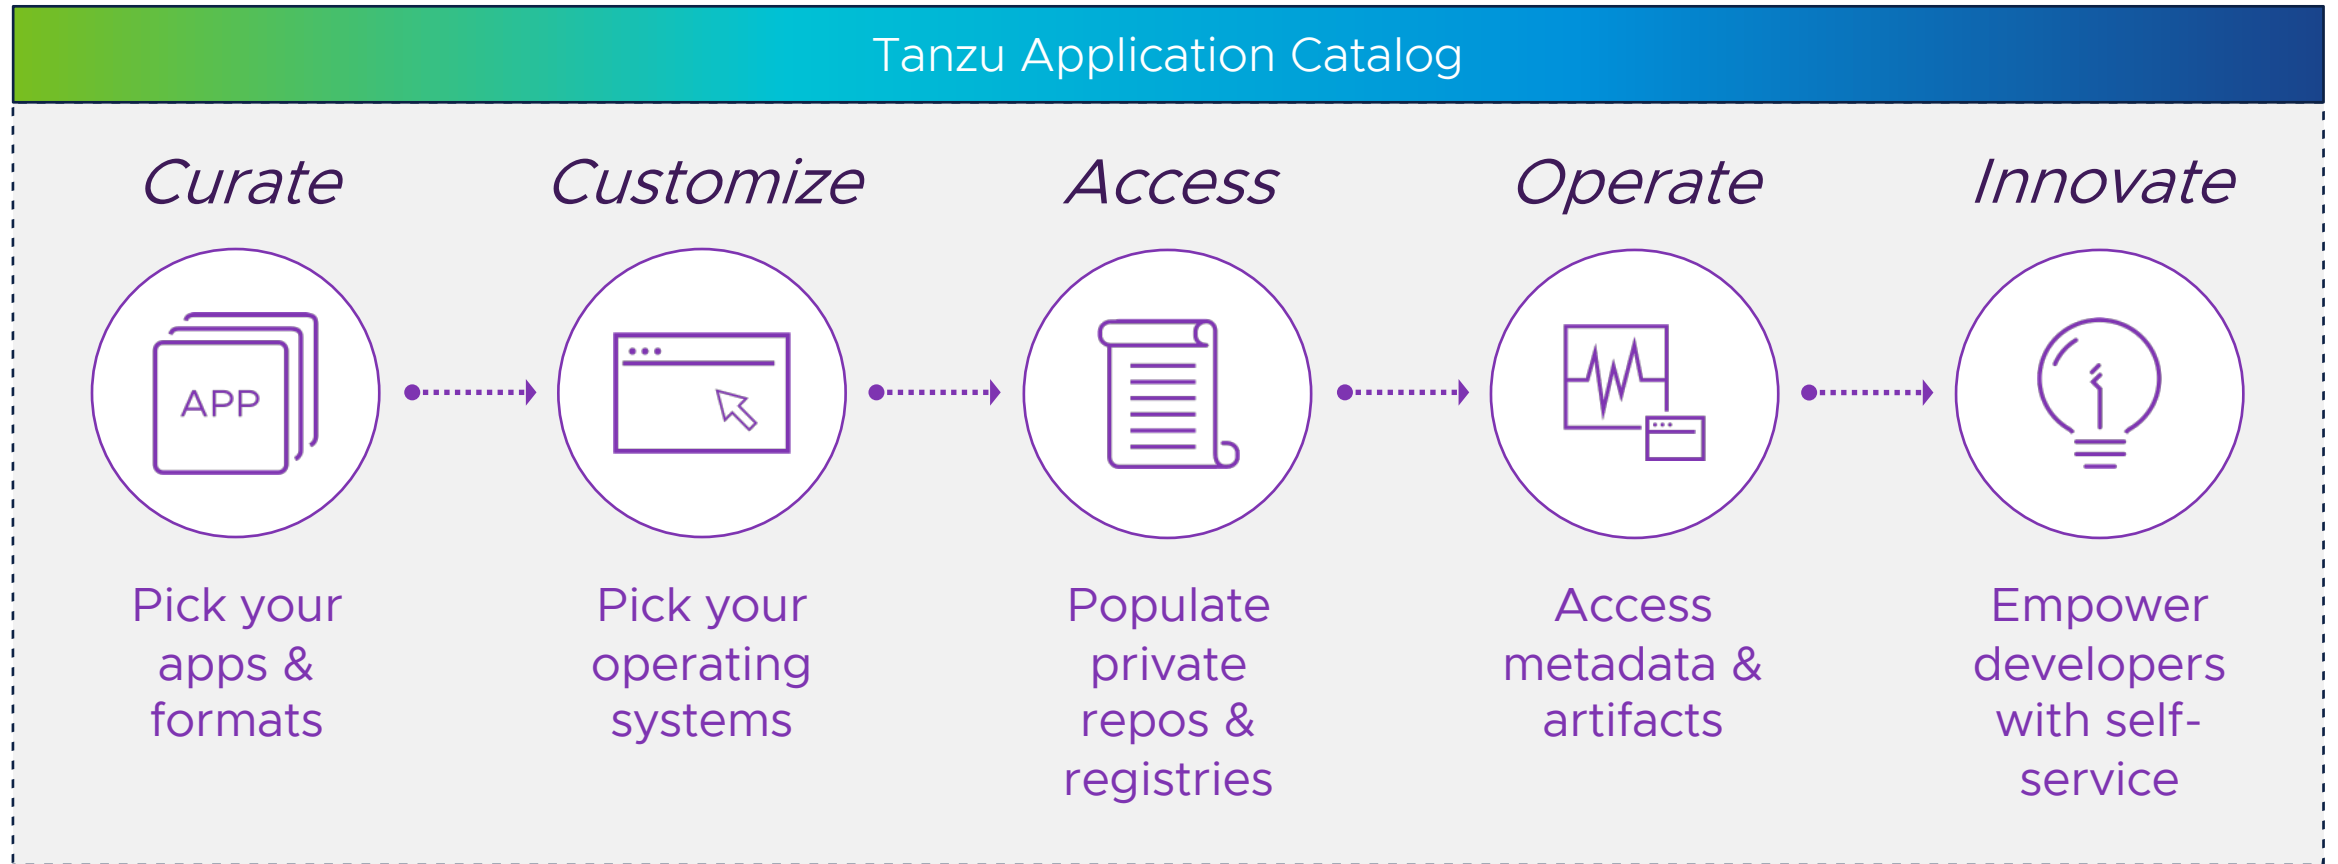 Tanzu Application Catalog
Curate
Customize
Access
Operate
Innovate
APP
Pick your
apps &
formats
Pick your
operating
systems
Populate
private
repos &
registries
Access
metadata &
artifacts
Empower
developers
with self-
service